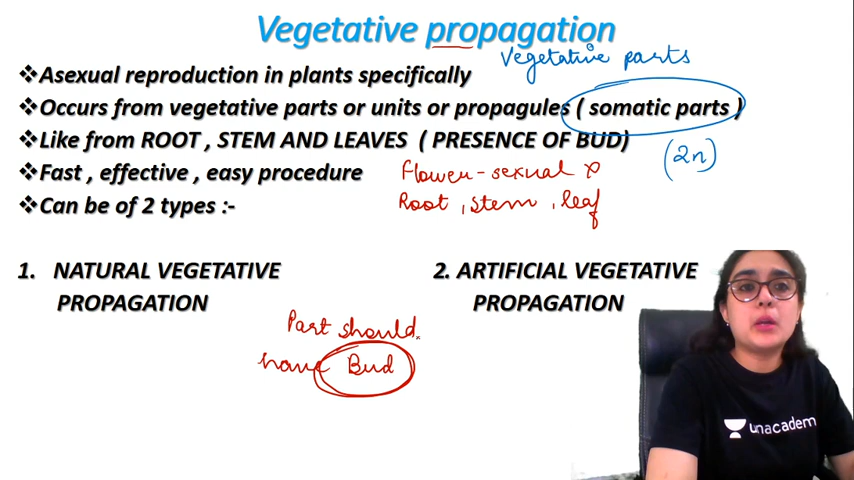 Vegetative propagation
Vegetative parts
❖Asexual reproduction in plants specifically
❖Occurs from vegetative parts or units or propagules ( somatic parts )
❖Like from ROOT , STEM AND LEAVES ( PRESENCE OF BUD)
(2n)
❖Fast , effective , easy procedure
Flower - sexual
❖Can be of 2 types :-
Root , stem , leaf
1. NATURAL VEGETATIVE
PROPAGATION
2. ARTIFICIAL VEGETATIVE
PROPAGATION
Part should
have Bud
unacadem